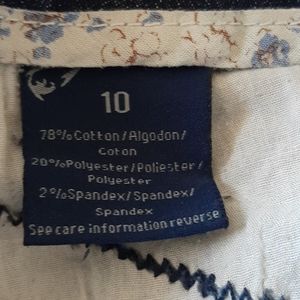 10
78%Cotton/Algodon/
Coton
20%Polyester/Poliester/
Polyester
2%Spandex/Spandex/
Spandex
See care information reverse